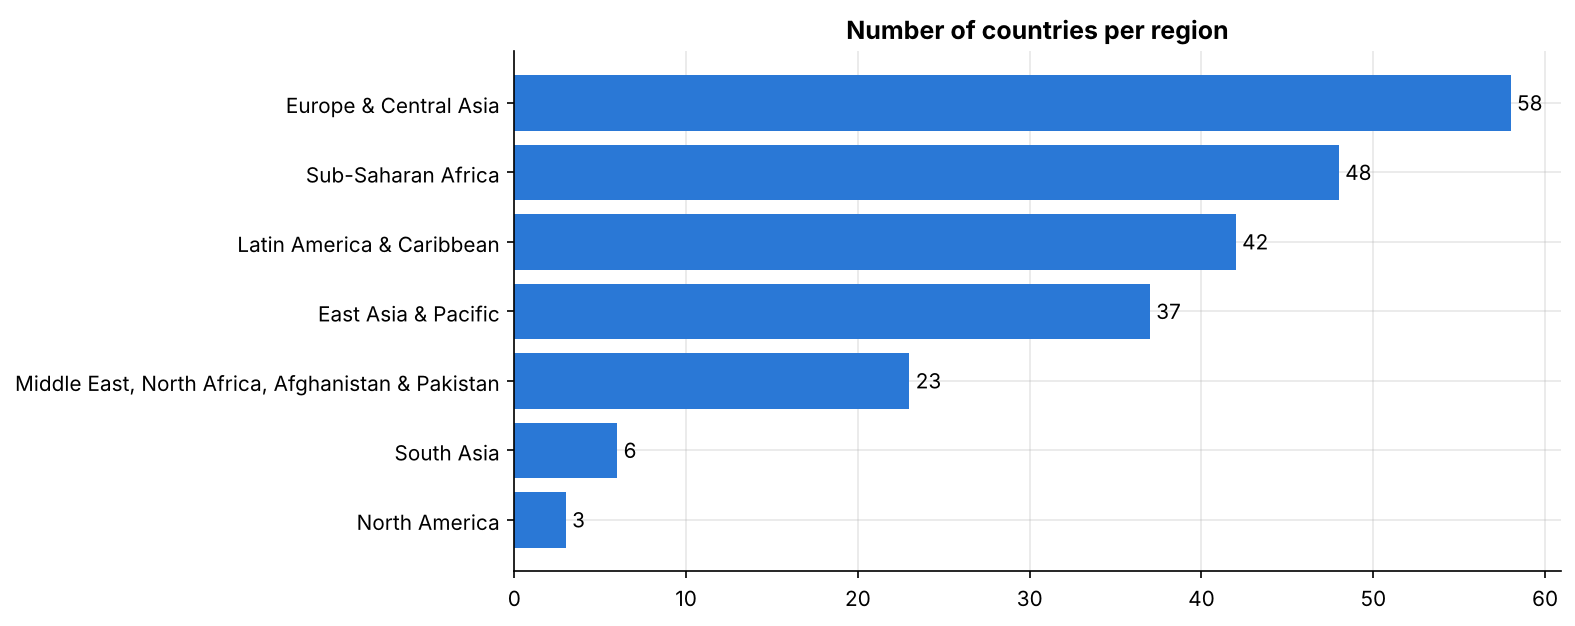 Number of countries per region
Europe & Central Asia 58
Sub-Saharan Africa 48
Latin America & Caribbean 42
East Asia & Pacific 37
Middle East, North Africa, Afghanistan & Pakistan 23
South Asia 6
North America 3
0 10 20 30 40 50 60